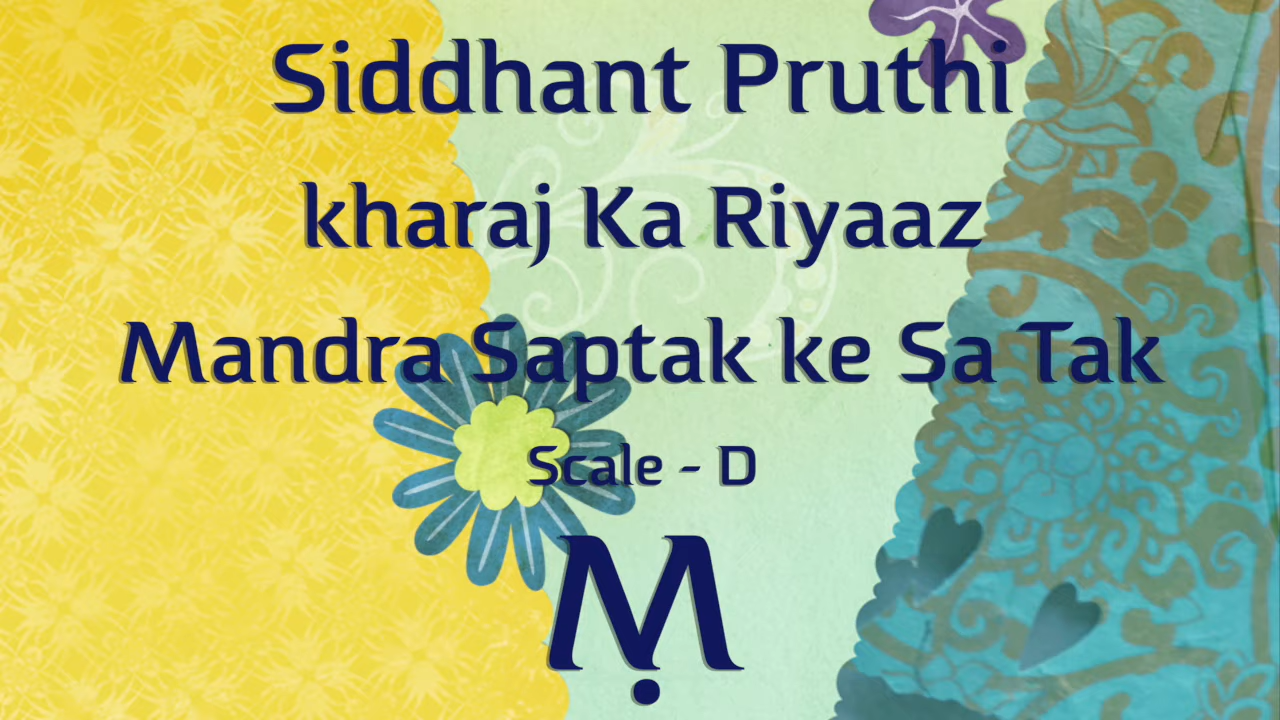 Siddhant Pruthi
kharaj Ka Riyaaz
Mandra Saptak ke Sa Tak
Scale - D
Ṃ